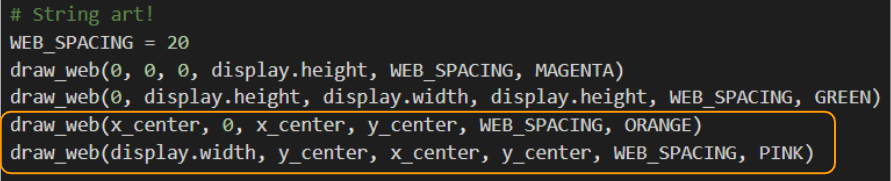 # String art!
WEB_SPACING = 20
draw_web(0, 0, 0, display.height, WEB_SPACING, MAGENTA)
draw_web(0, display.height, display.width, display.height, WEB_SPACING, GREEN)
draw_web(x_center, 0, x_center, y_center, WEB_SPACING, ORANGE)
draw_web(display.width, y_center, x_center, y_center, WEB_SPACING, PINK)